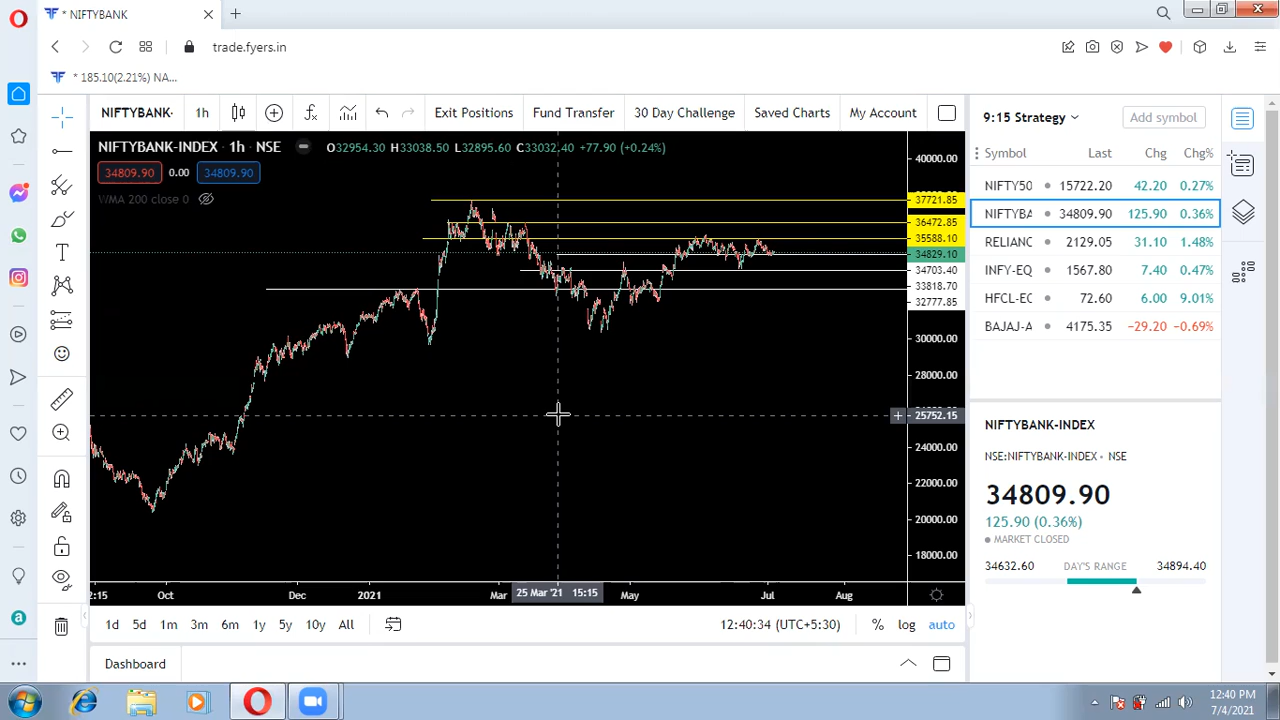 * NIFTYBANK
trade.fyers.in
* 185.10(2.21%) NA...
NIFTYBANK- 1h Exit Positions Fund Transfer 30 Day Challenge Saved Charts My Account
NIFTYBANK-INDEX · 1h · NSE O32954.30 H33038.50 L32895.60 C33032.40 +77.90 (+0.24%)
34809.90 0.00 34809.90
WMA 200 close 0
40000.00
37721.85
36472.85
35588.10
34829.10
34703.40
33818.70
32777.85
30000.00
28000.00
25752.15
24000.00
22000.00
20000.00
18000.00
2:15 Oct Dec 2021 Mar 25 Mar '21 15:15 May Jul Aug
1d 5d 1m 3m 6m 1y 5y 10y All 12:40:34 (UTC+5:30) % log auto
Dashboard
9:15 Strategy Add symbol
Symbol Last Chg Chg%
NIFTY50 15722.20 42.20 0.27%
NIFTYBA 34809.90 125.90 0.36%
RELIANC 2129.05 31.10 1.48%
INFY-EQ 1567.80 7.40 0.47%
HFCL-EC 72.60 6.00 9.01%
BAJAJ-A 4175.35 −29.20 −0.69%
NIFTYBANK-INDEX
NSE:NIFTYBANK-INDEX • NSE
34809.90
125.90 (0.36%)
MARKET CLOSED
34632.60 DAY'S RANGE 34894.40
12:40 PM
7/4/2021